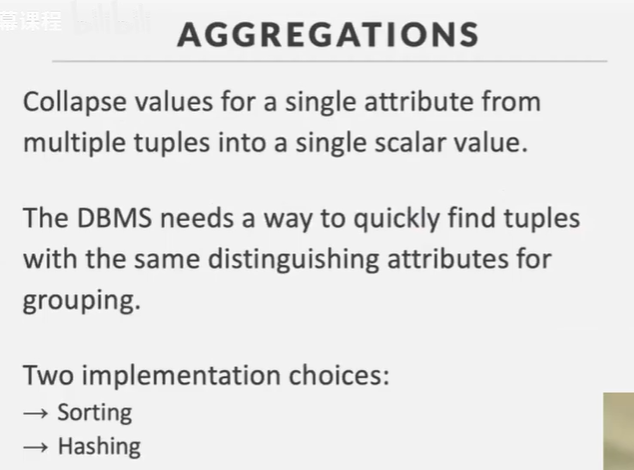 幕课程 bilibili
AGGREGATIONS
Collapse values for a single attribute from
multiple tuples into a single scalar value.
The DBMS needs a way to quickly find tuples
with the same distinguishing attributes for
grouping.
Two implementation choices:
→ Sorting
→ Hashing